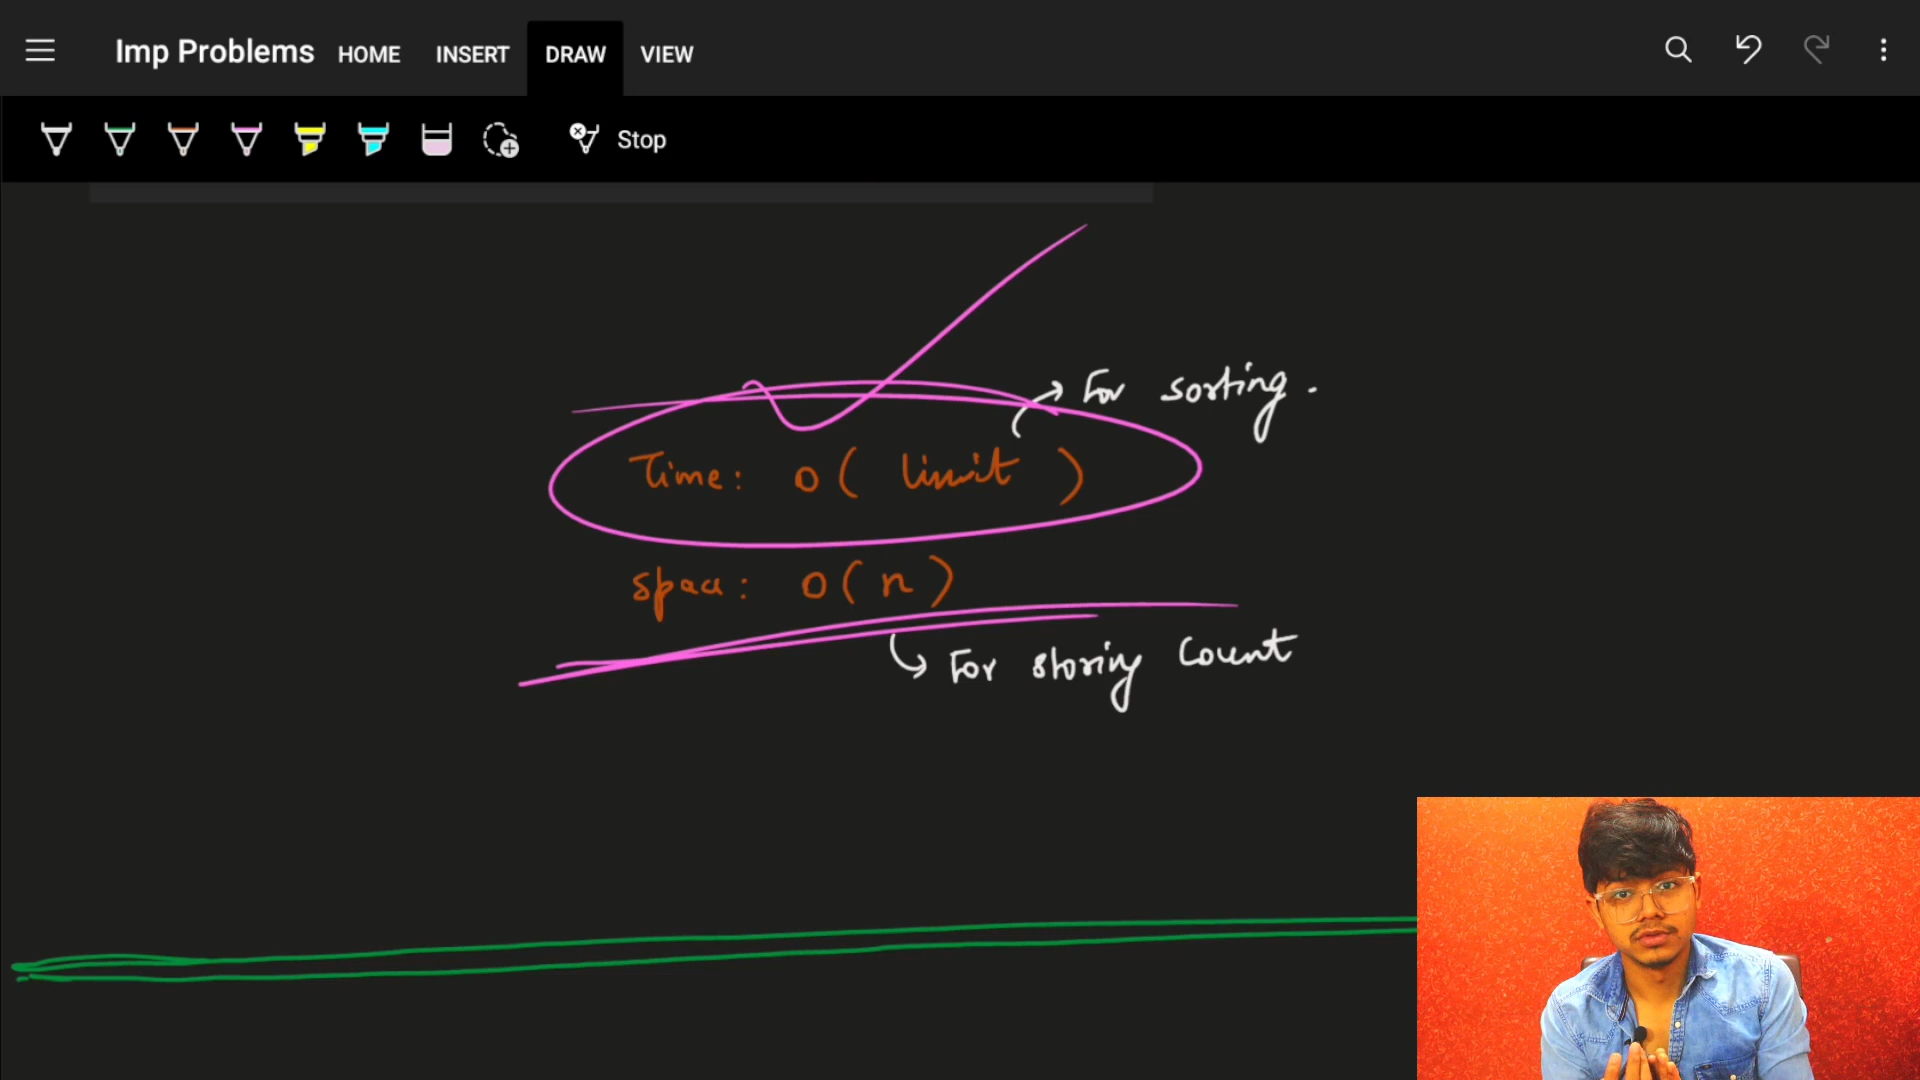 Imp Problems HOME INSERT DRAW VIEW
Stop
For sorting.
Time: O( limit )
Space: O(n)
For storing Count